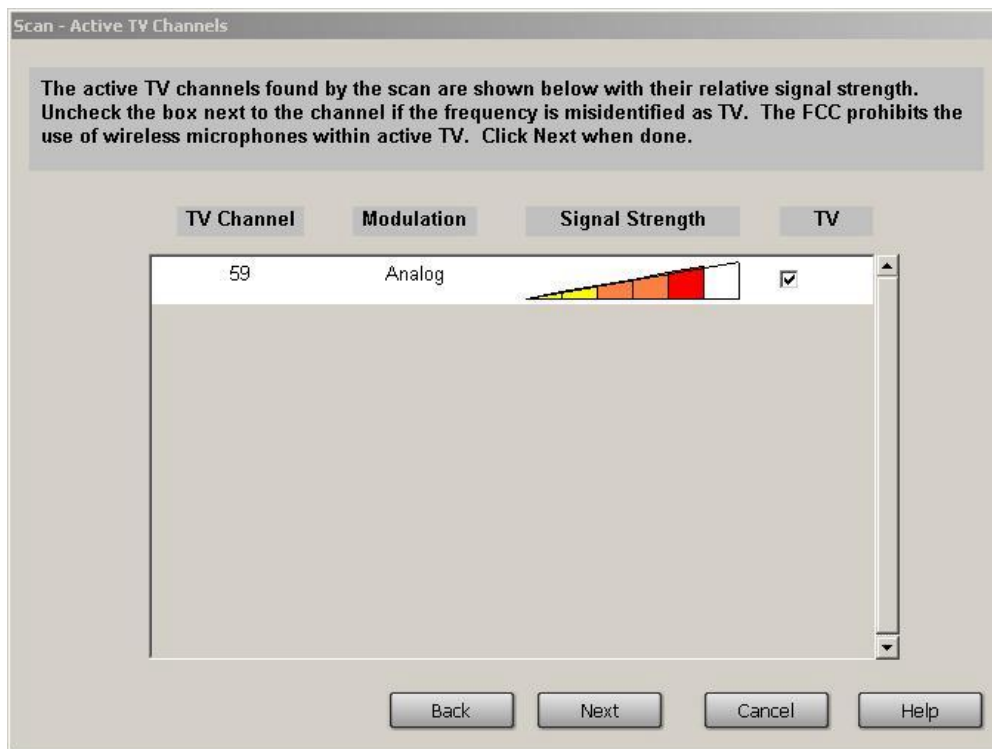 Scan - Active TV Channels
The active TV channels found by the scan are shown below with their relative signal strength.
Uncheck the box next to the channel if the frequency is misidentified as TV.  The FCC prohibits the
use of wireless microphones within active TV.  Click Next when done.
TV Channel Modulation Signal Strength TV
59 Analog
Back Next Cancel Help